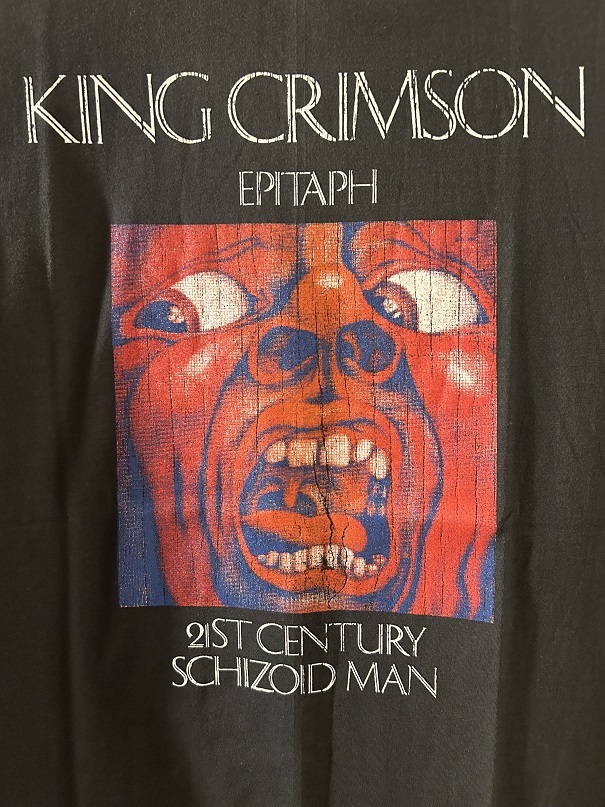 KING CRIMSON
EPITAPH
21ST CENTURY
SCHIZOID MAN